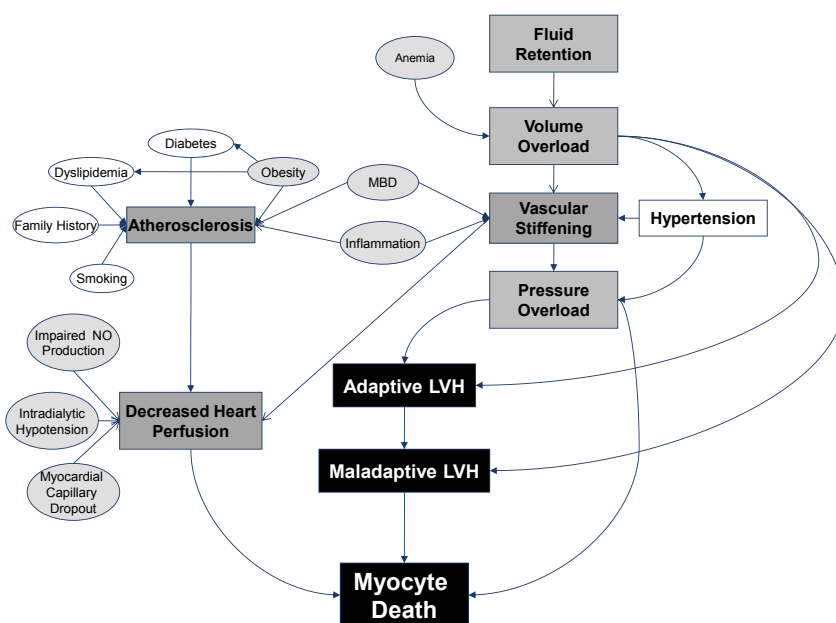 Fluid
Retention
Anemia
Volume
Overload
Diabetes
Dyslipidemia
Obesity
MBD
Family History
Atherosclerosis
Vascular
Stiffening
Hypertension
Inflammation
Smoking
Pressure
Overload
Impaired NO
Production
Adaptive LVH
Intradialytic
Hypotension
Decreased Heart
Perfusion
Maladaptive LVH
Myocardial
Capillary
Dropout
Myocyte
Death